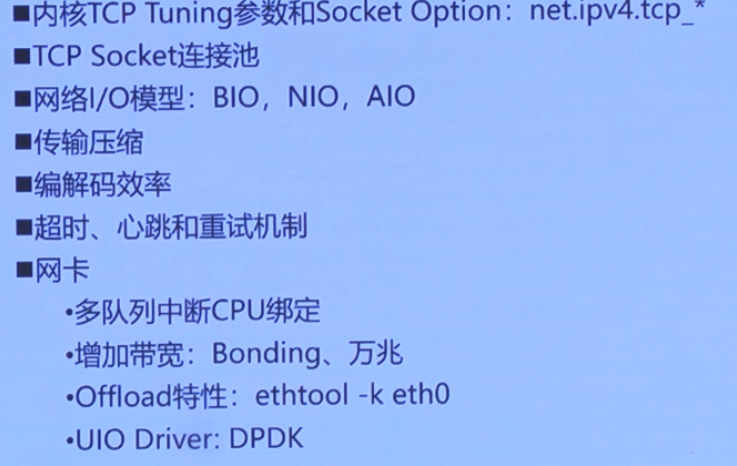 ■内核TCP Tuning参数和Socket Option：net.ipv4.tcp_*
■TCP Socket连接池
■网络I/O模型：BIO，NIO，AIO
■传输压缩
■编解码效率
■超时、心跳和重试机制
■网卡
•多队列中断CPU绑定
•增加带宽：Bonding、万兆
•Offload特性：ethtool -k eth0
•UIO Driver: DPDK